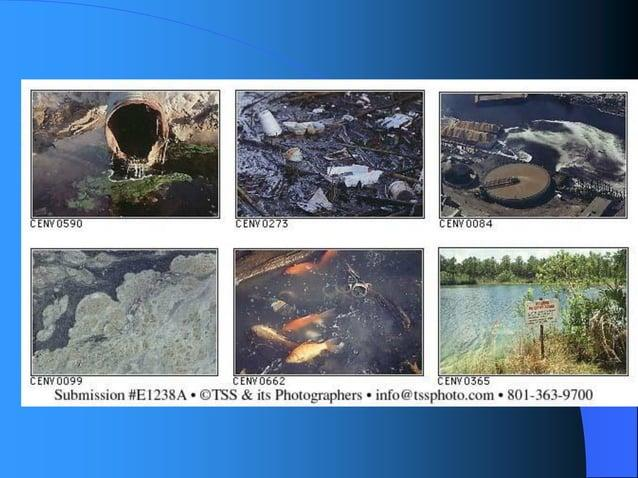 CENY0590
CENY0273
CENY0084
CENY0099
CENY0662
CENY0365
Submission #E1238A • ©TSS & its Photographers • info@tssphoto.com • 801-363-9700